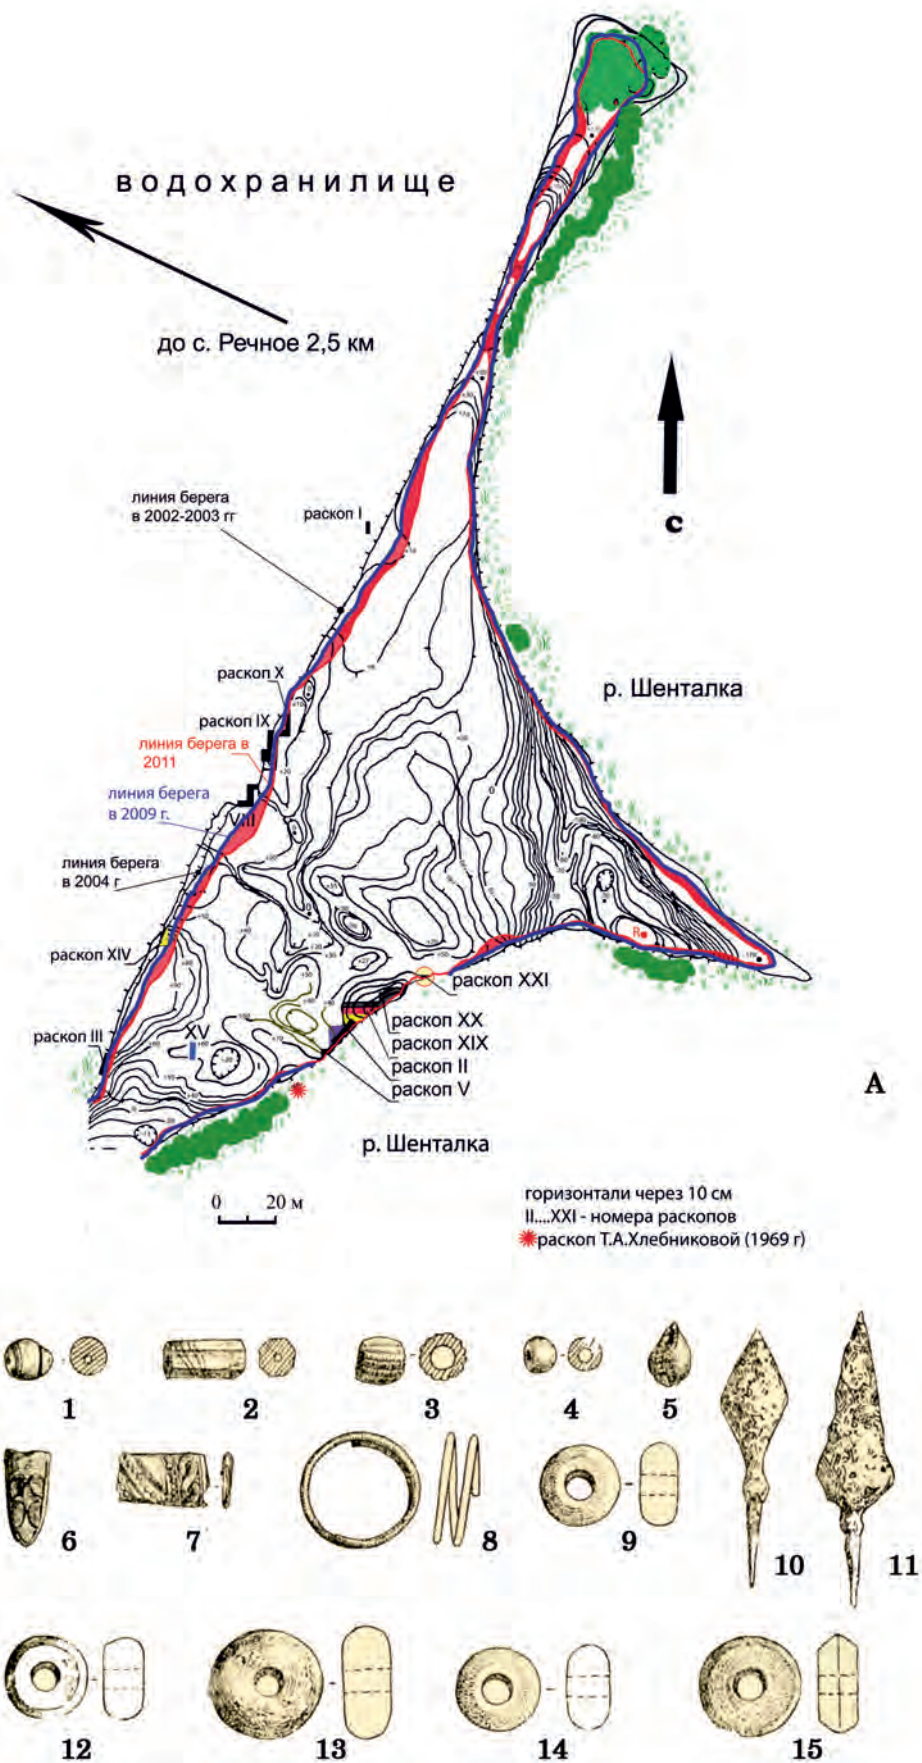 водохранилище
до с. Речное 2,5 км
с
линия берега
в 2002-2003 гг
раскоп I
раскоп X
р. Шенталка
раскоп IX
линия берега в
2011
линия берега
в 2009 г.
VIII
линия берега
в 2004 г
R
раскоп XIV
раскоп XXI
раскоп XX
раскоп III
XV
раскоп XIX
раскоп II
раскоп V
А
р. Шенталка
0 20 м
горизонтали через 10 см
II....XXI - номера раскопов
раскоп Т.А.Хлебниковой (1969 г)
1 2 3 4 5
6 7 8 9 10 11
12 13 14 15